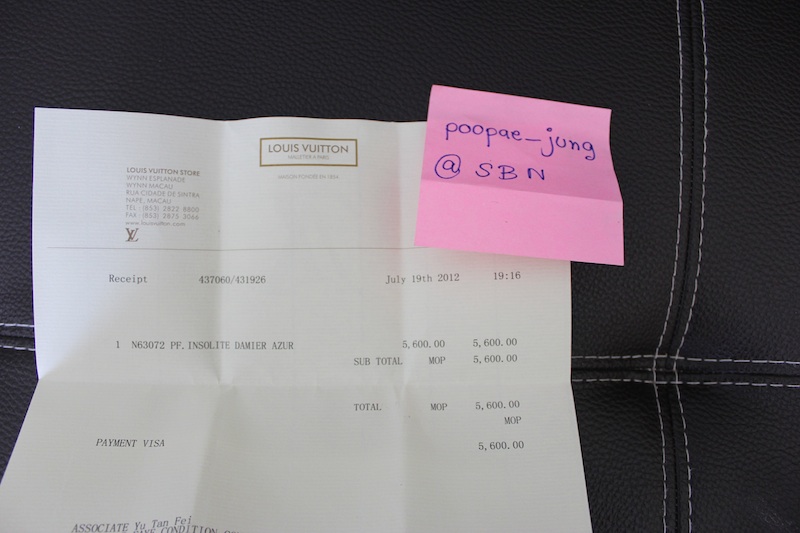 poopae_jung
@ SBN
LOUIS VUITTON
MALLETIER À PARIS
MAISON FONDÉE EN 1854
LOUIS VUITTON STORE
WYNN ESPLANADE
WYNN MACAU
RUA CIDADE DE SINTRA
NAPE, MACAU
TEL : (853) 2822 8800
FAX : (853) 2875 3066
www.louisvuitton.com
LV
Receipt 437060/431926 July 19th 2012 19:16
1 N63072 PF. INSOLITE DAMIER AZUR 5,600.00 5,600.00
SUB TOTAL MOP 5,600.00
TOTAL MOP 5,600.00
MOP
PAYMENT VISA 5,600.00
ASSOCIATE Yu Tan Fei
CONDITION